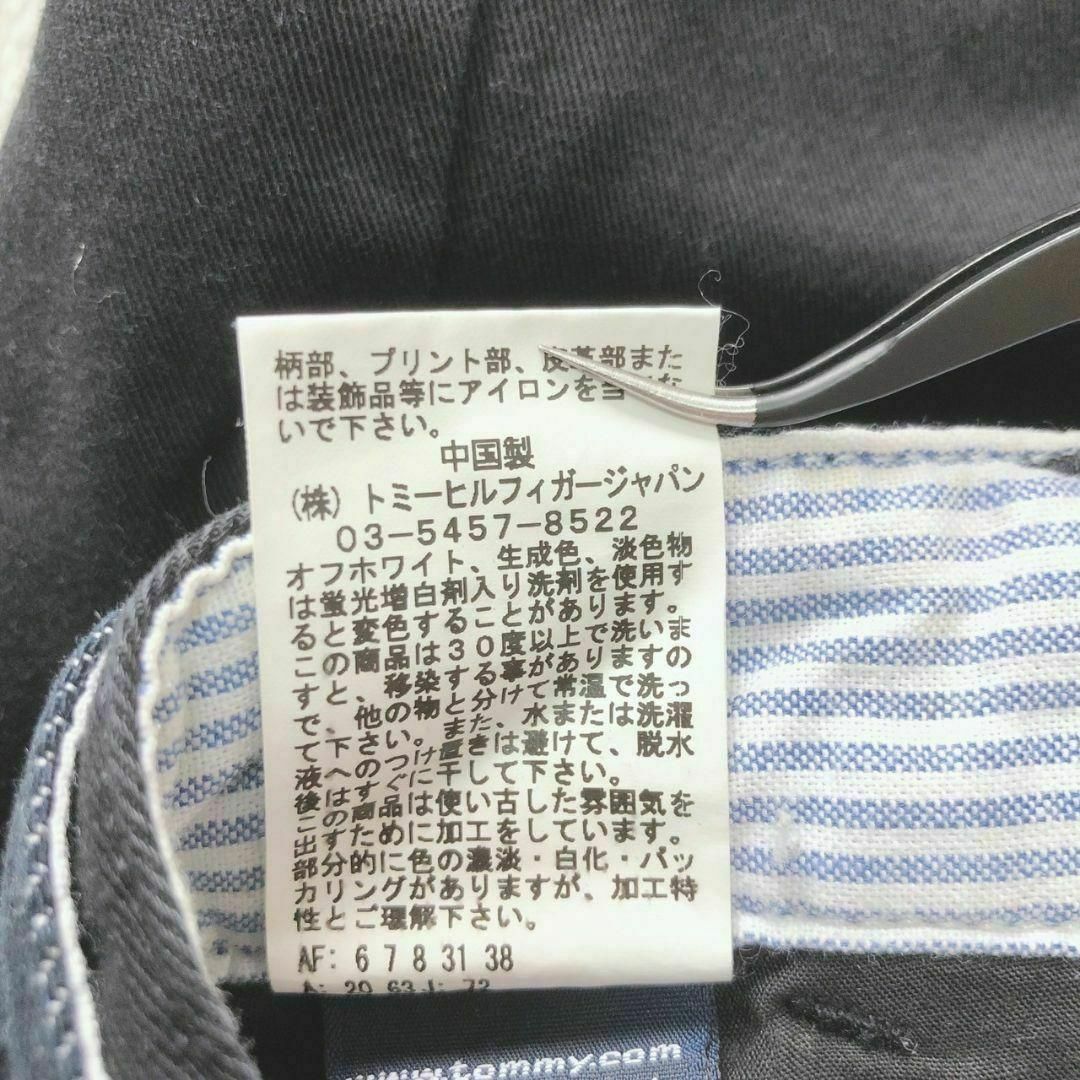 柄部、プリント部、皮革部また
は装飾品等にアイロンを当てな
いで下さい。
中国製
(株) トミーヒルフィガージャパン
03-5457-8522
オフホワイト、生成色、淡色物
は蛍光増白剤入り洗剤を使用す
ると変色することがあります。
この商品は30度以上で洗いま
すと、移染する事がありますの
で、他の物と分けて常温で洗っ
て下さい。また、水または洗濯
液へのつけ置きは避けて、脱水
後はすぐに干して下さい。
この商品は使い古した雰囲気を
出すために加工をしています。
部分的に色の濃淡・白化・パッ
カリングがありますが、加工特
性とご理解下さい。
AF: 6 7 8 31 38
A: 20 63 J: 72
www.tommy.com